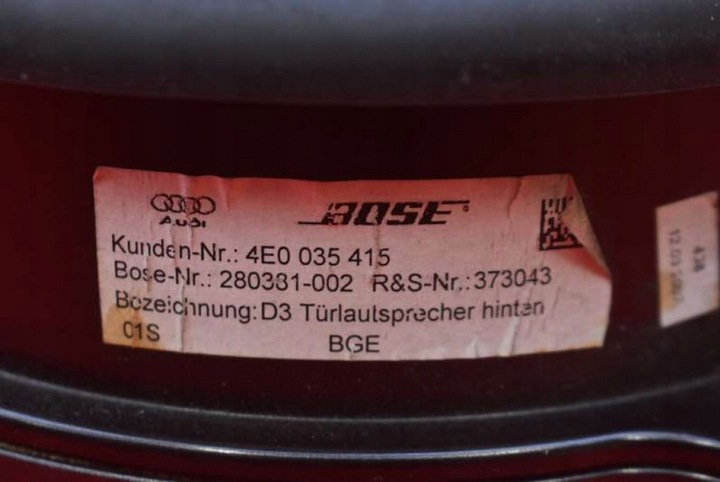 AUDI
BOSE
Kunden-Nr.: 4E0 035 415
Bose-Nr.: 280381-002 R&S-Nr.: 373043
Bezeichnung: D3 Türlautsprecher hinten
01S BGE